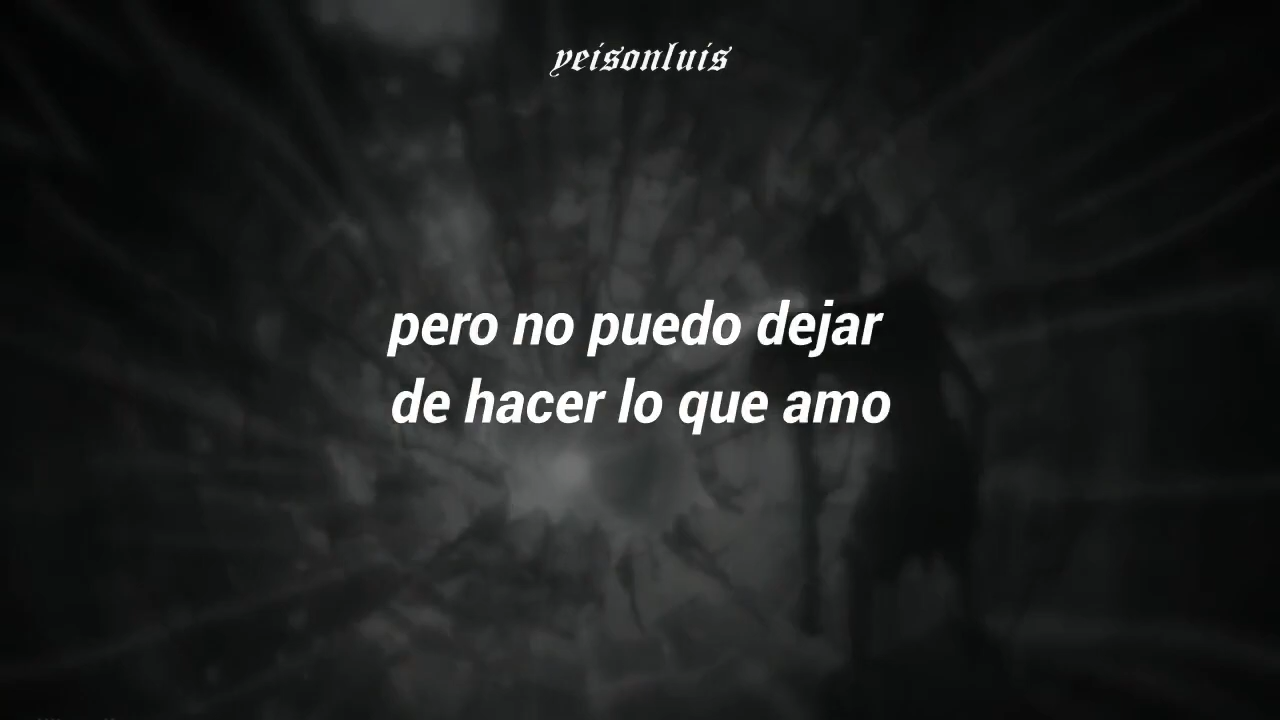 yeisonluis
pero no puedo dejar
de hacer lo que amo